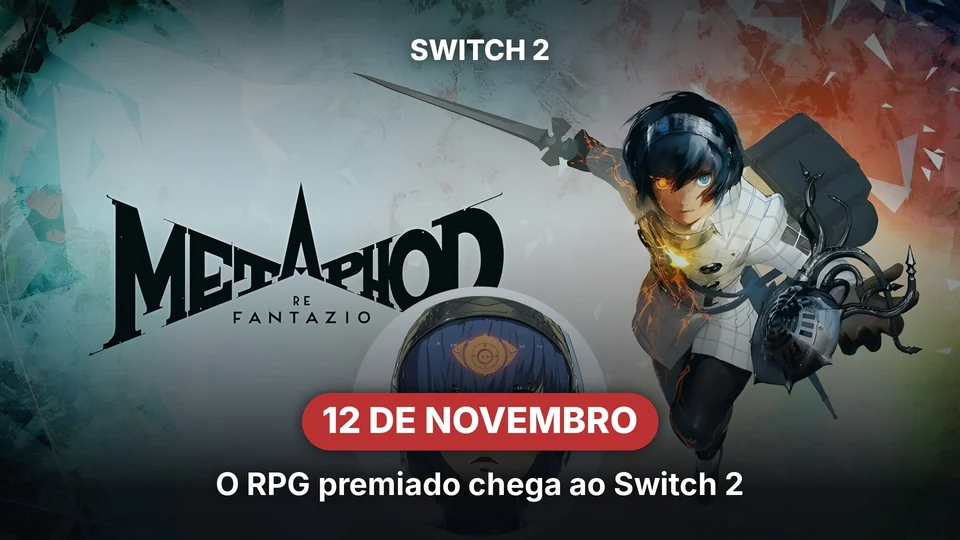 SWITCH 2
METAPHOR
RE
FANTAZIO
12 DE NOVEMBRO
O RPG premiado chega ao Switch 2